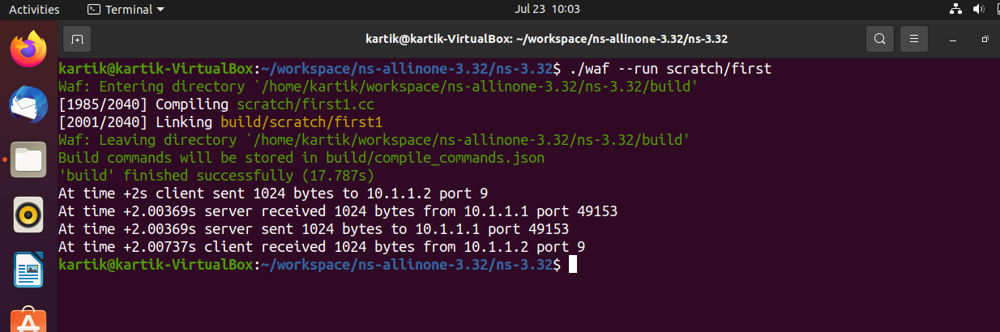 Activities Terminal Jul 23 10:03
kartik@kartik-VirtualBox: ~/workspace/ns-allinone-3.32/ns-3.32
kartik@kartik-VirtualBox:~/workspace/ns-allinone-3.32/ns-3.32$ ./waf --run scratch/first
Waf: Entering directory `/home/kartik/workspace/ns-allinone-3.32/ns-3.32/build'
[1985/2040] Compiling scratch/first1.cc
[2001/2040] Linking build/scratch/first1
Waf: Leaving directory `/home/kartik/workspace/ns-allinone-3.32/ns-3.32/build'
Build commands will be stored in build/compile_commands.json
'build' finished successfully (17.787s)
At time +2s client sent 1024 bytes to 10.1.1.2 port 9
At time +2.00369s server received 1024 bytes from 10.1.1.1 port 49153
At time +2.00369s server sent 1024 bytes to 10.1.1.1 port 49153
At time +2.00737s client received 1024 bytes from 10.1.1.2 port 9
kartik@kartik-VirtualBox:~/workspace/ns-allinone-3.32/ns-3.32$